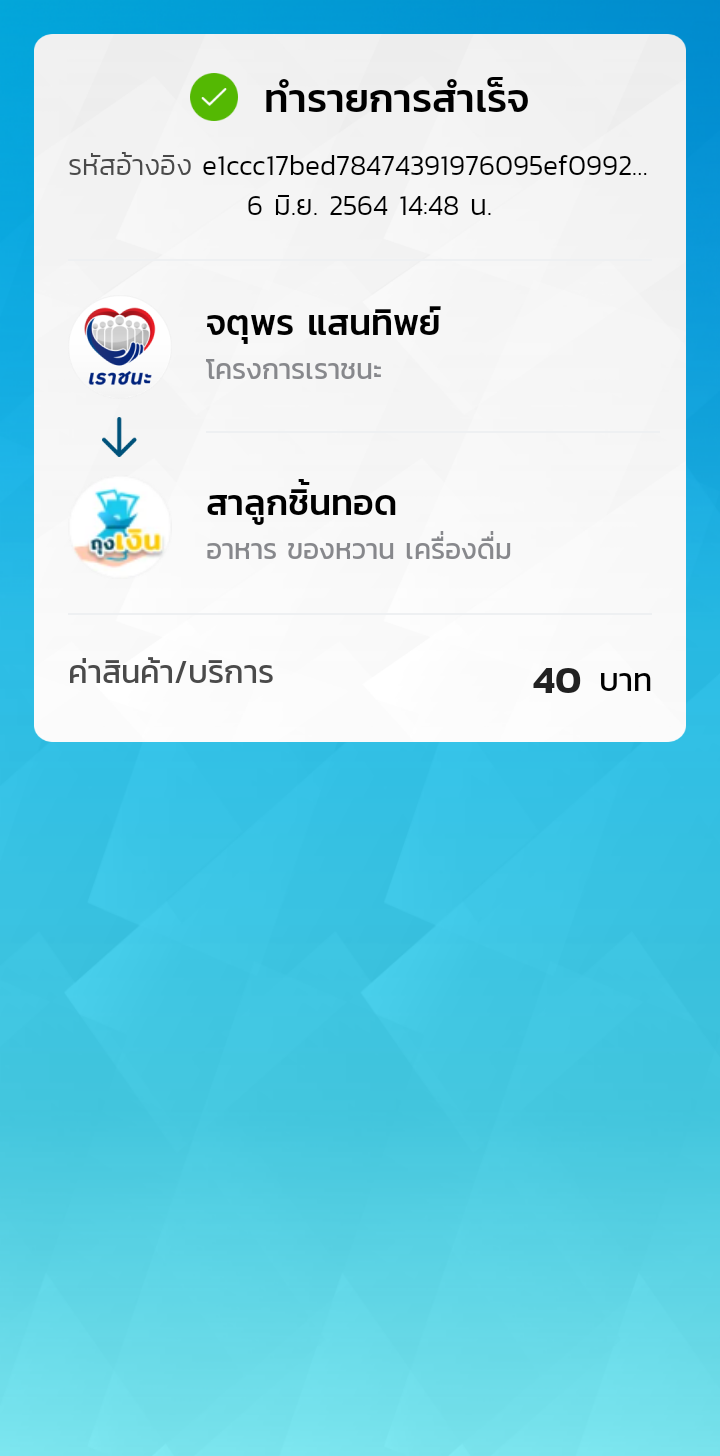 ทำรายการสำเร็จ
รหัสอ้างอิง e1ccc17bed78474391976095ef0992...
6 มิ.ย. 2564 14:48 น.
จตุพร แสนทิพย์
โครงการเราชนะ
เราชนะ
สาลูกชิ้นทอด
อาหาร ของหวาน เครื่องดื่ม
ถุงเงิน
ค่าสินค้า/บริการ 40 บาท